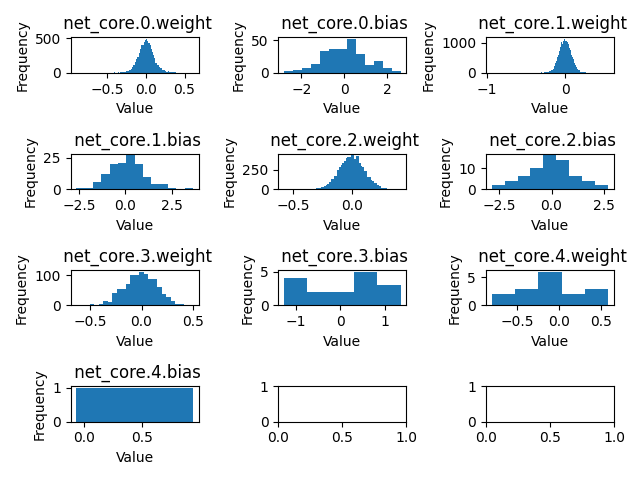 net_core.0.weight
net_core.0.bias
net_core.1.weight
Frequency
500
0
−0.5
0.0
0.5
Value
Frequency
50
0
−2
0
2
Value
Frequency
1000
0
−1
0
Value
net_core.1.bias
net_core.2.weight
net_core.2.bias
Frequency
25
0
−2.5
0.0
2.5
Value
Frequency
250
0
−0.5
0.0
Value
Frequency
10
0
−2.5
0.0
2.5
Value
net_core.3.weight
net_core.3.bias
net_core.4.weight
Frequency
100
0
−0.5
0.0
0.5
Value
Frequency
5
0
−1
0
1
Value
Frequency
5
0
−0.5
0.0
0.5
Value
net_core.4.bias
Frequency
1
0
0.0
0.5
Value
1
0
0.0
0.5
1.0
1
0
0.0
0.5
1.0